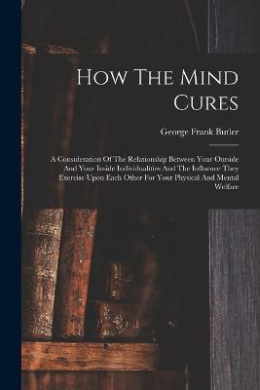 How The Mind
Cures
George Frank Butler
A Consideration Of The Relationship Between Your Outside
And Your Inside Individualities And The Influence They
Exercise Upon Each Other For Your Physical And Mental
Welfare